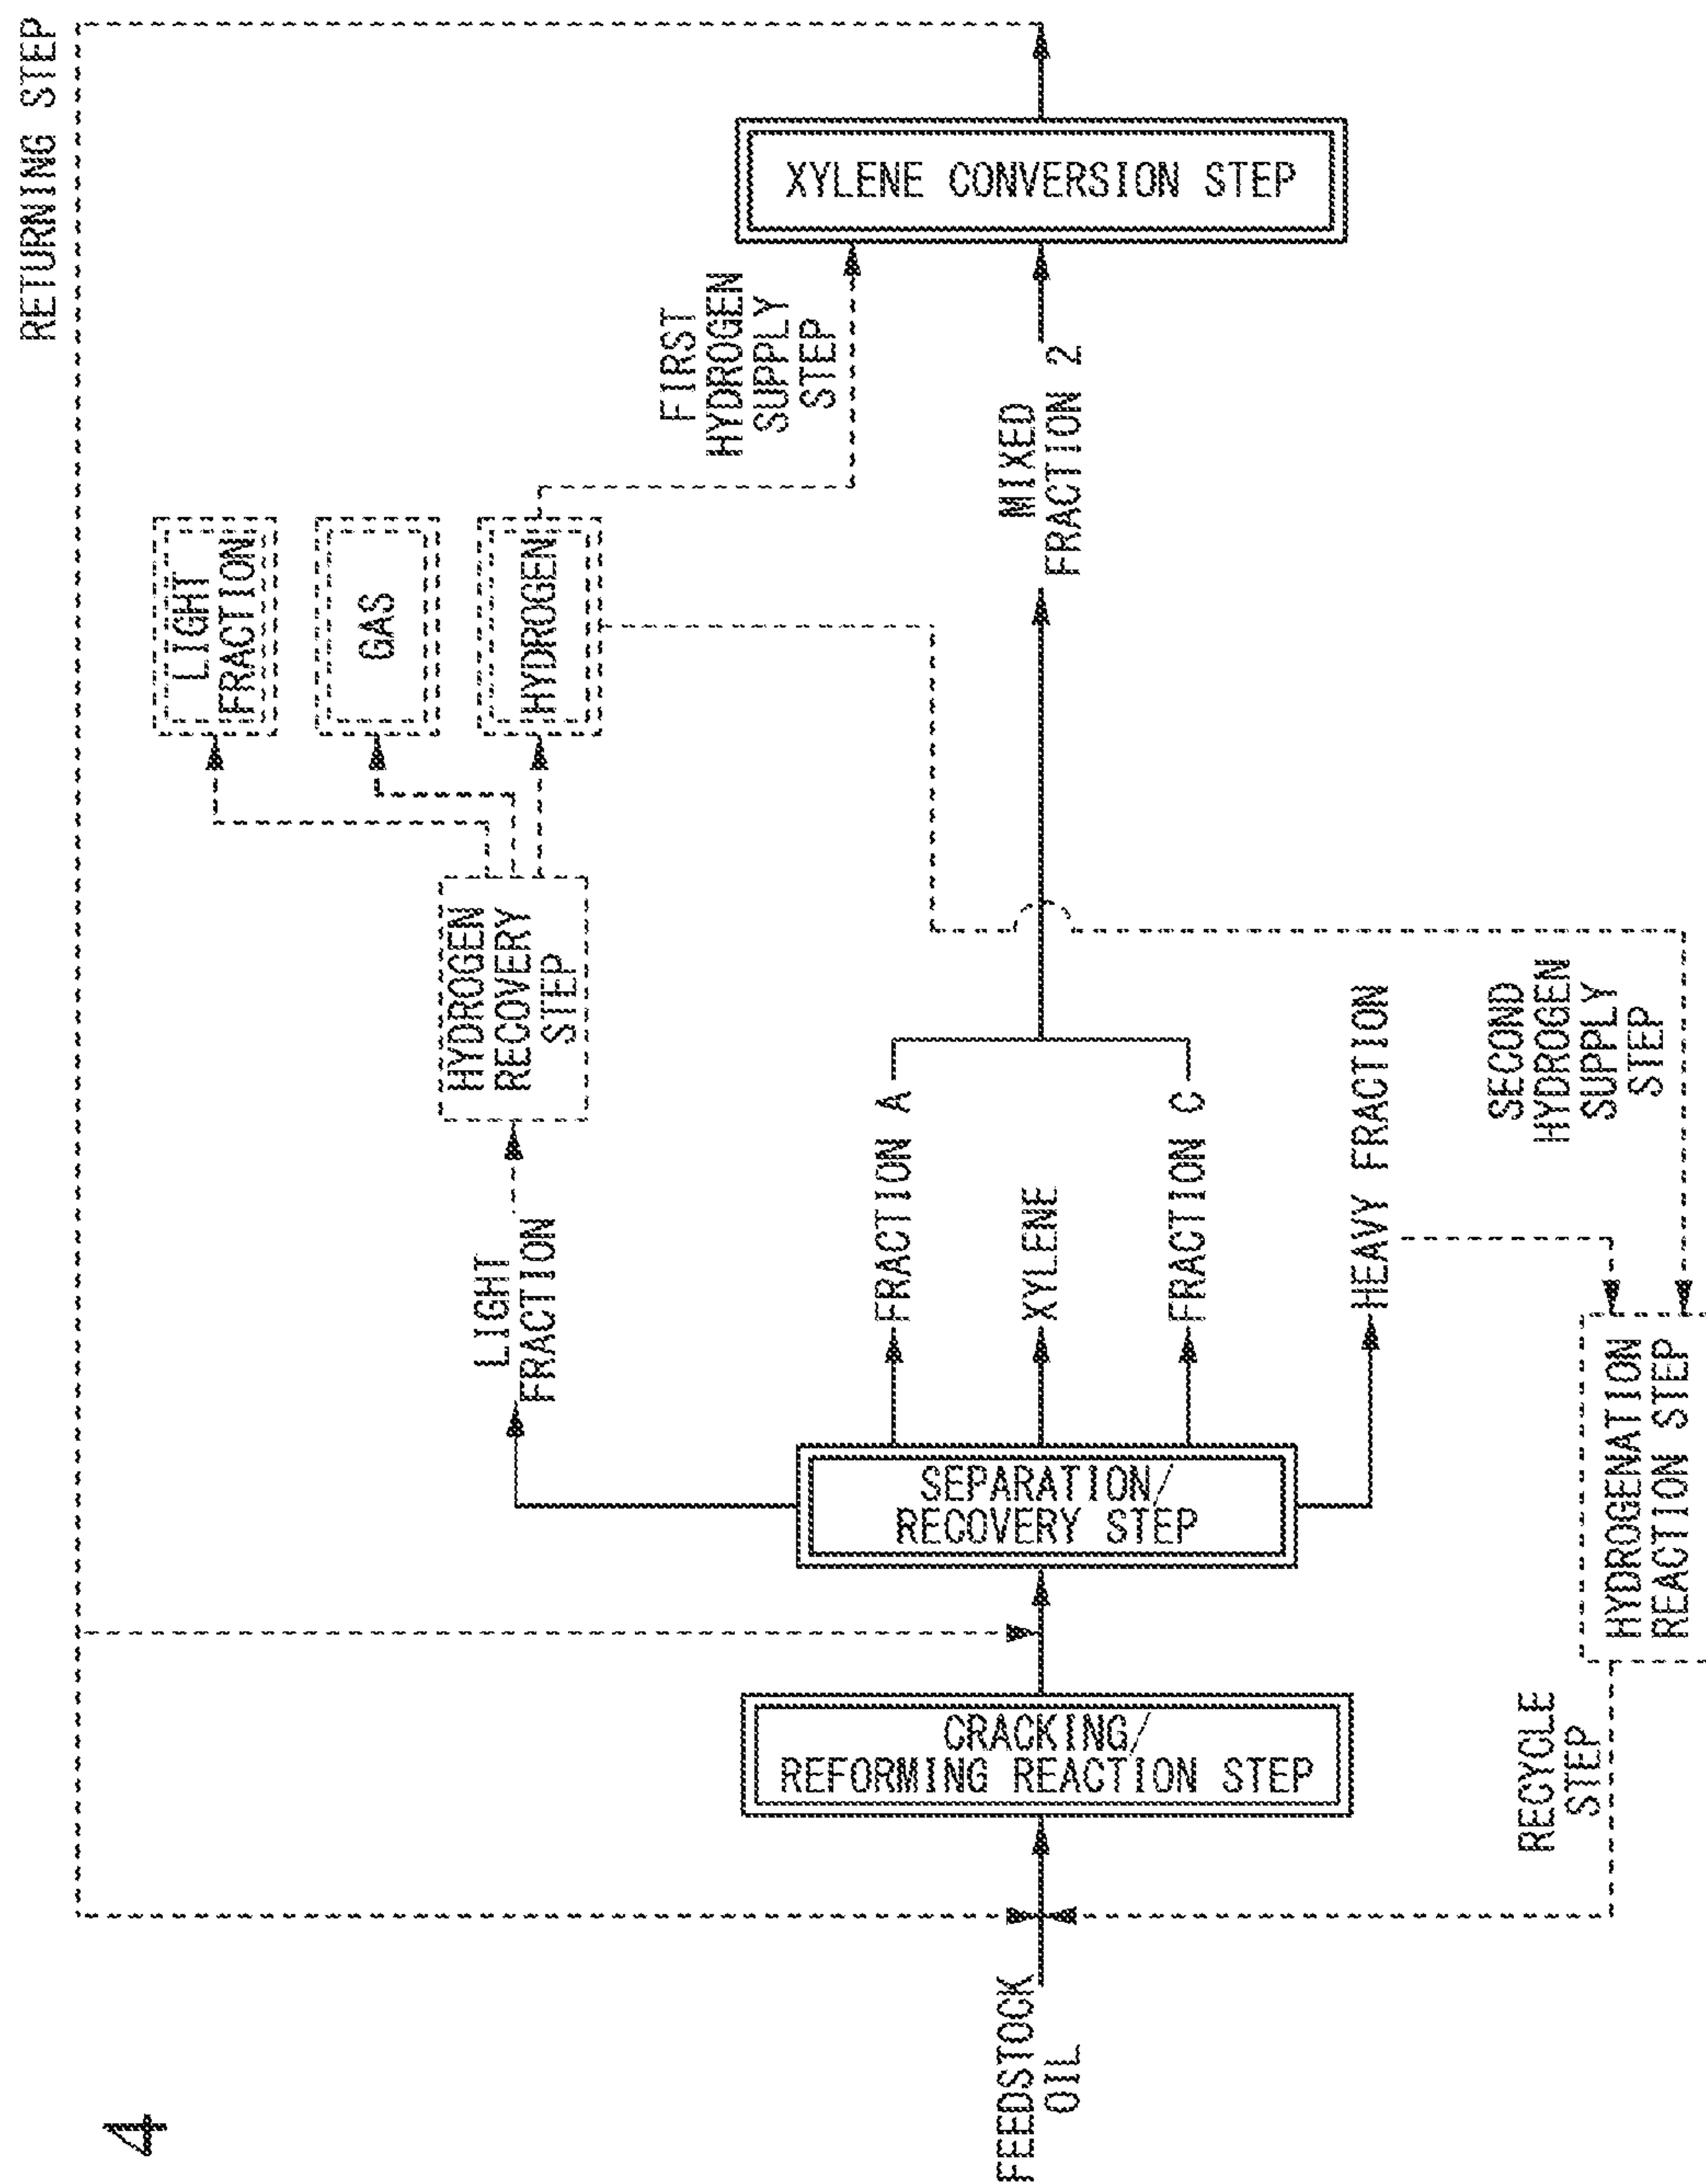 4
RETURNING STEP
LIGHT
FRACTION
GAS
HYDROGEN
FIRST
HYDROGEN
SUPPLY
STEP
HYDROGEN
RECOVERY
STEP
LIGHT
FRACTION
XYLENE CONVERSION STEP
MIXED
FRACTION 2
FRACTION A
XYLENE
FRACTION C
HEAVY FRACTION
SEPARATION/
RECOVERY STEP
CRACKING/
REFORMING REACTION STEP
FEEDSTOCK
OIL
SECOND
HYDROGEN
SUPPLY
STEP
RECYCLE
STEP
HYDROGENATION
REACTION STEP